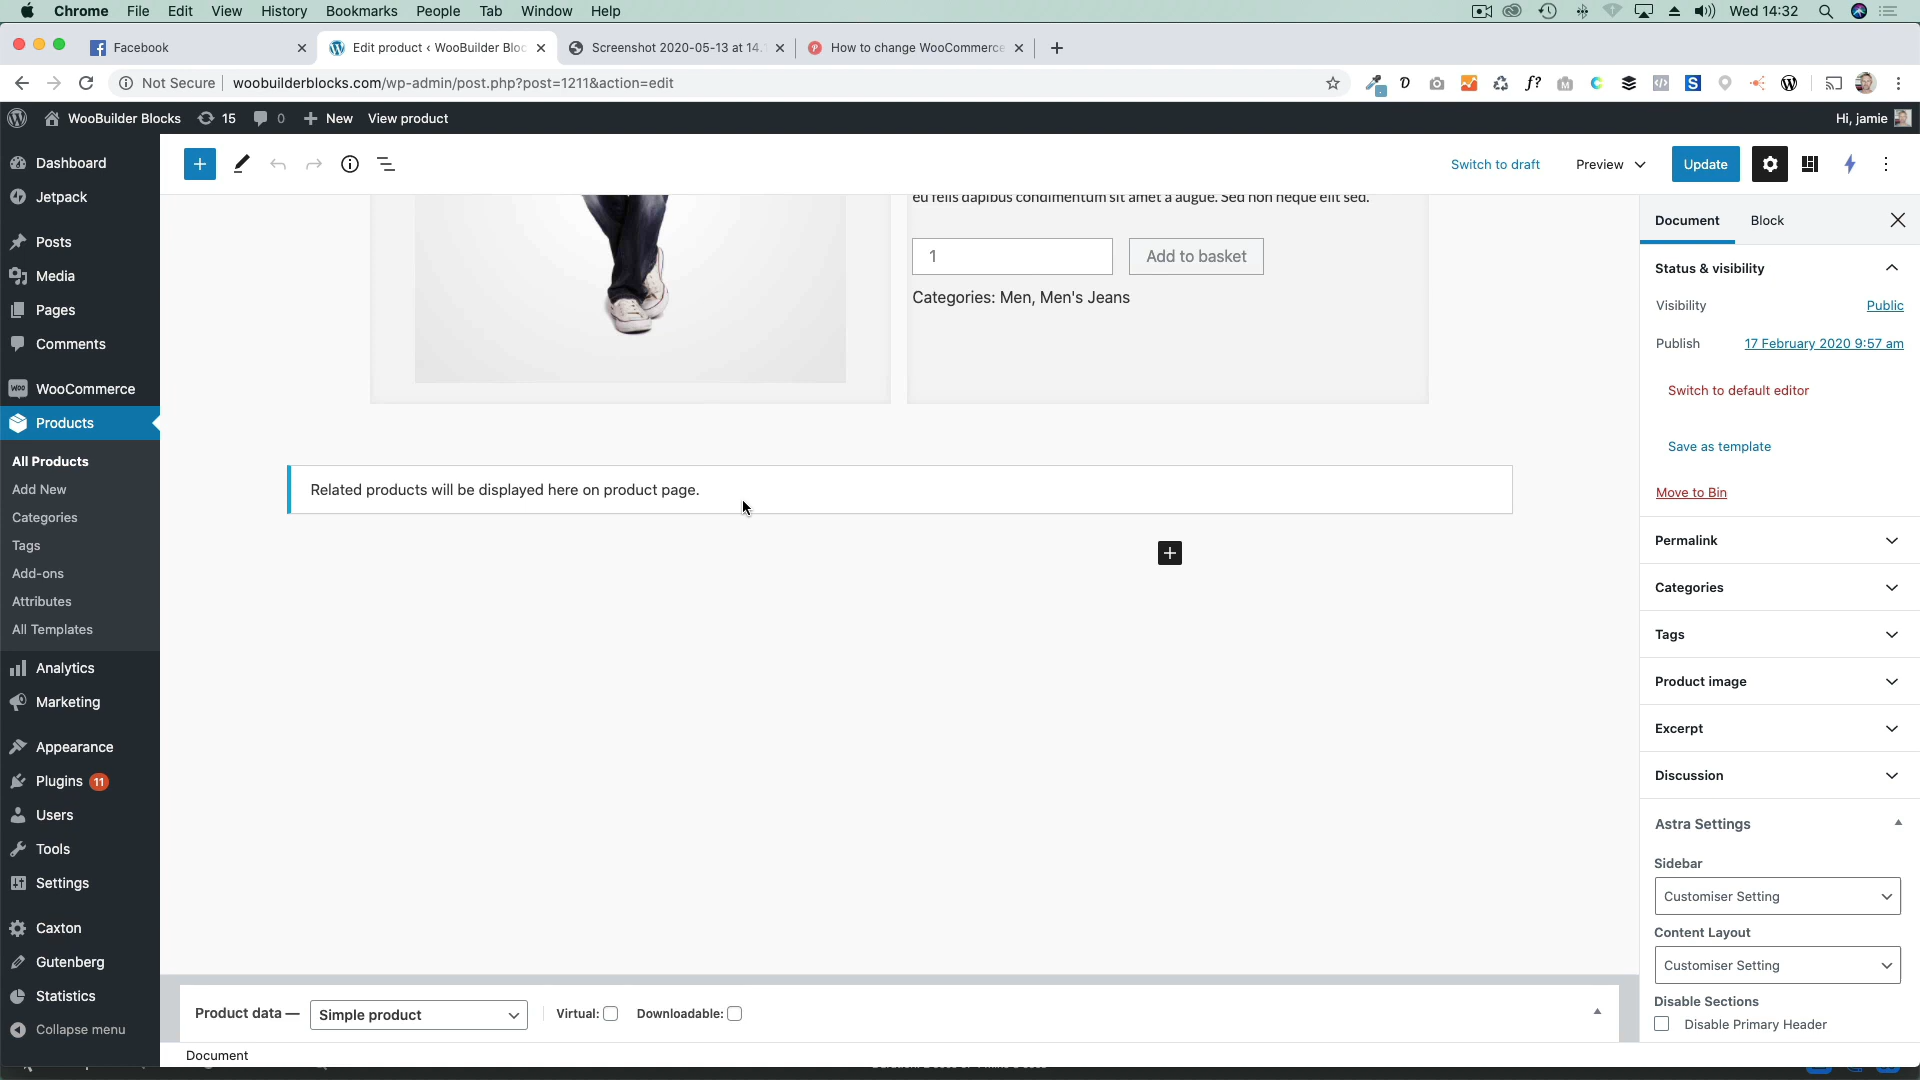 Chrome File Edit View History Bookmarks People Tab Window Help Wed 14:32
Facebook Edit product ‹ WooBuilder Bloc Screenshot 2020-05-13 at 14. How to change WooCommerce
Not Secure woobuilderblocks.com/wp-admin/post.php?post=1211&action=edit
WooBuilder Blocks 15 0 New View product Hi, jamie
Dashboard
Jetpack
Posts
Media
Pages
Comments
WooCommerce
Products
All Products
Add New
Categories
Tags
Add-ons
Attributes
All Templates
Analytics
Marketing
Appearance
Plugins 11
Users
Tools
Settings
Caxton
Gutenberg
Statistics
Collapse menu
Switch to draft Preview Update
eu felis dapibus condimentum sit amet a augue. Sed non neque elit sed.
1 Add to basket
Categories: Men, Men's Jeans
Related products will be displayed here on product page.
Product data — Simple product Virtual: Downloadable:
Document
Document Block
Status & visibility
Visibility Public
Publish 17 February 2020 9:57 am
Switch to default editor
Save as template
Move to Bin
Permalink
Categories
Tags
Product image
Excerpt
Discussion
Astra Settings
Sidebar
Customiser Setting
Content Layout
Customiser Setting
Disable Sections
Disable Primary Header